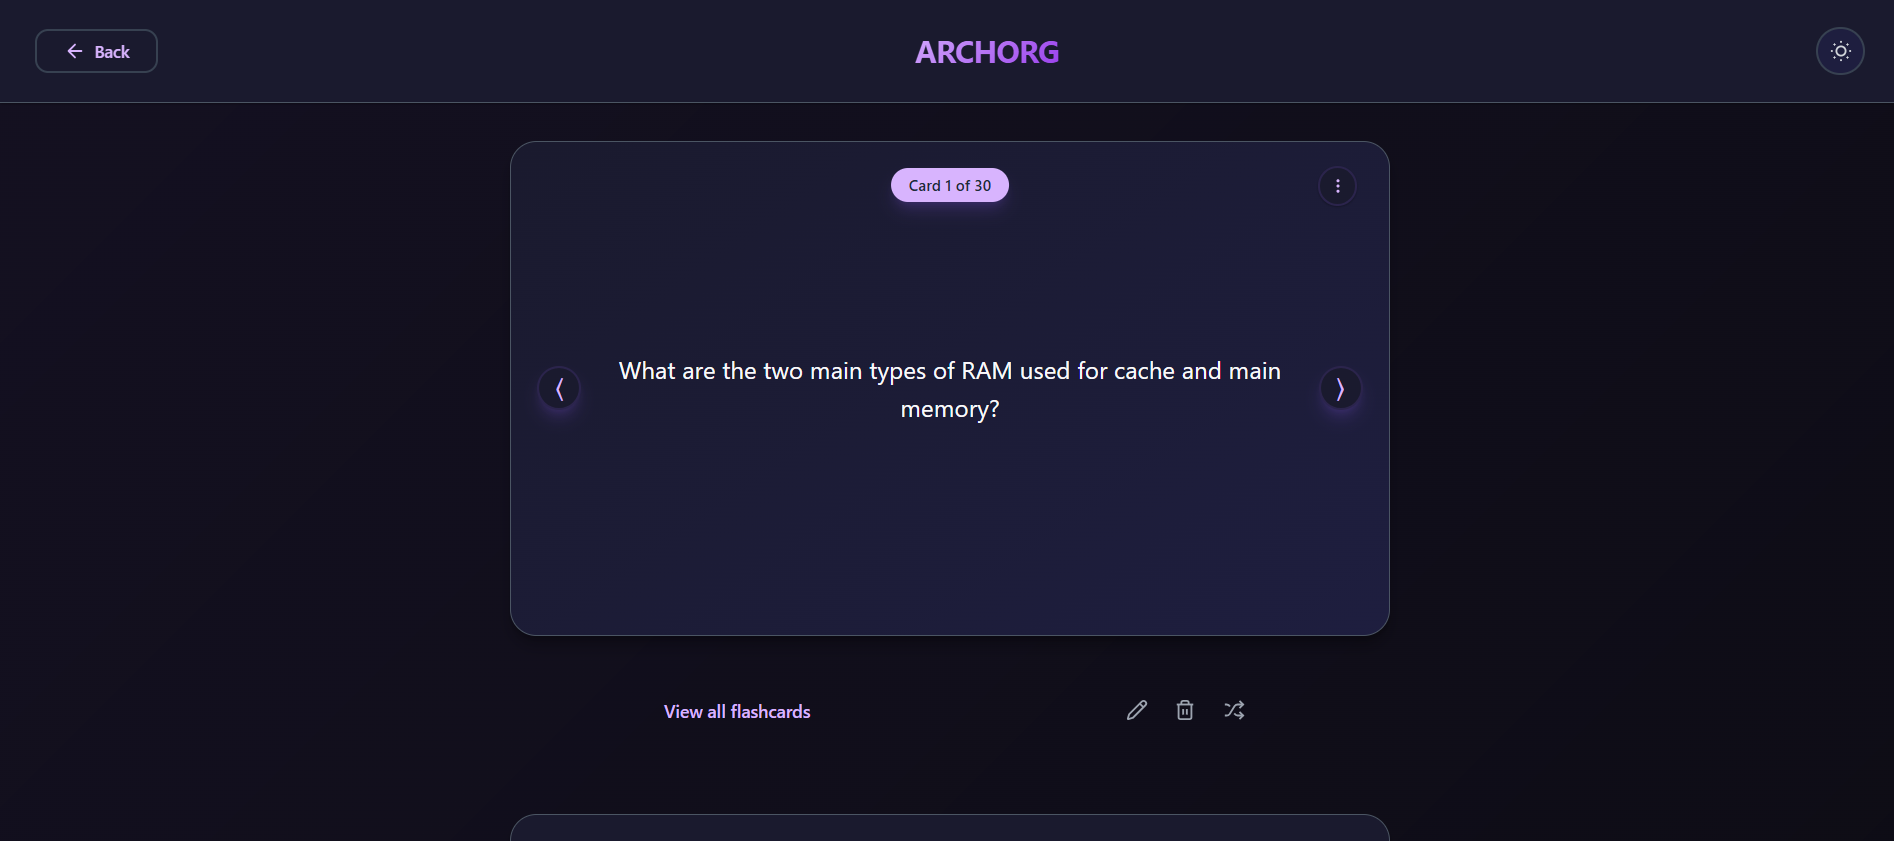 Back
ARCHORG
Card 1 of 30
What are the two main types of RAM used for cache and main
memory?
View all flashcards